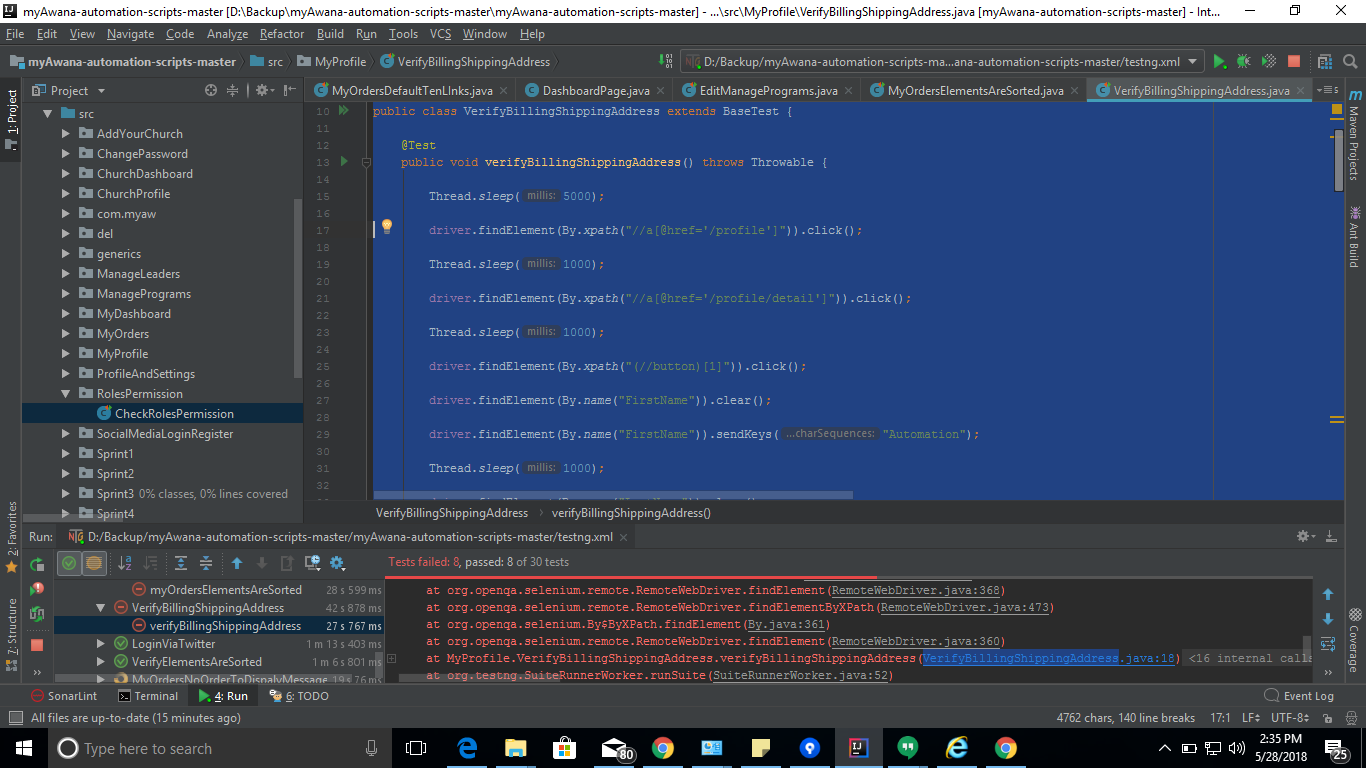 myAwana-automation-scripts-master [D:\Backup\myAwana-automation-scripts-master\myAwana-automation-scripts-master] - ...\src\MyProfile\VerifyBillingShippingAddress.java [myAwana-automation-scripts-master] - Int...
File Edit View Navigate Code Analyze Refactor Build Run Tools VCS Window Help
myAwana-automation-scripts-master src MyProfile VerifyBillingShippingAddress D:/Backup/myAwana-automation-scripts-ma...ana-automation-scripts-master/testng.xml
Project MyOrdersDefaultTenLInks.java DashboardPage.java EditManagePrograms.java MyOrdersElementsAreSorted.java VerifyBillingShippingAddress.java
1: Project
2: Favorites
7: Structure
Maven Projects
Ant Build
Coverage
src
AddYourChurch
ChangePassword
ChurchDashboard
ChurchProfile
com.myaw
del
generics
ManageLeaders
ManagePrograms
MyDashboard
MyOrders
MyProfile
ProfileAndSettings
RolesPermission
CheckRolesPermission
SocialMediaLoginRegister
Sprint1
Sprint2
Sprint3 0% classes, 0% lines covered
Sprint4
10 public class VerifyBillingShippingAddress extends BaseTest {
11
12 @Test
13 public void verifyBillingShippingAddress() throws Throwable {
14
15 Thread.sleep( millis: 5000);
16
17 driver.findElement(By.xpath("//a[@href='/profile']")).click();
18
19 Thread.sleep( millis: 1000);
20
21 driver.findElement(By.xpath("//a[@href='/profile/detail']")).click();
22
23 Thread.sleep( millis: 1000);
24
25 driver.findElement(By.xpath("(//button)[1]")).click();
26
27 driver.findElement(By.name("FirstName")).clear();
28
29 driver.findElement(By.name("FirstName")).sendKeys( ...charSequences: "Automation");
30
31 Thread.sleep( millis: 1000);
32
VerifyBillingShippingAddress › verifyBillingShippingAddress()
Run: D:/Backup/myAwana-automation-scripts-master/myAwana-automation-scripts-master/testng.xml
Tests failed: 8, passed: 8 of 30 tests
myOrdersElementsAreSorted 28 s 599 ms
VerifyBillingShippingAddress 42 s 878 ms
verifyBillingShippingAddress 27 s 767 ms
LoginViaTwitter 1 m 13 s 403 ms
VerifyElementsAreSorted 1 m 6 s 801 ms
MyOrdersNoOrderToDispalyMessage
at org.openqa.selenium.remote.RemoteWebDriver.findElement(RemoteWebDriver.java:368)
at org.openqa.selenium.remote.RemoteWebDriver.findElementByXPath(RemoteWebDriver.java:473)
at org.openqa.selenium.By$ByXPath.findElement(By.java:361)
at org.openqa.selenium.remote.RemoteWebDriver.findElement(RemoteWebDriver.java:360)
at MyProfile.VerifyBillingShippingAddress.verifyBillingShippingAddress(VerifyBillingShippingAddress.java:18) <16 internal calls
at org.testng.SuiteRunnerWorker.runSuite(SuiteRunnerWorker.java:52)
SonarLint Terminal 4: Run 6: TODO Event Log
All files are up-to-date (15 minutes ago) 4762 chars, 140 line breaks 17:1 LF UTF-8
Type here to search 80 2:35 PM
5/28/2018 25